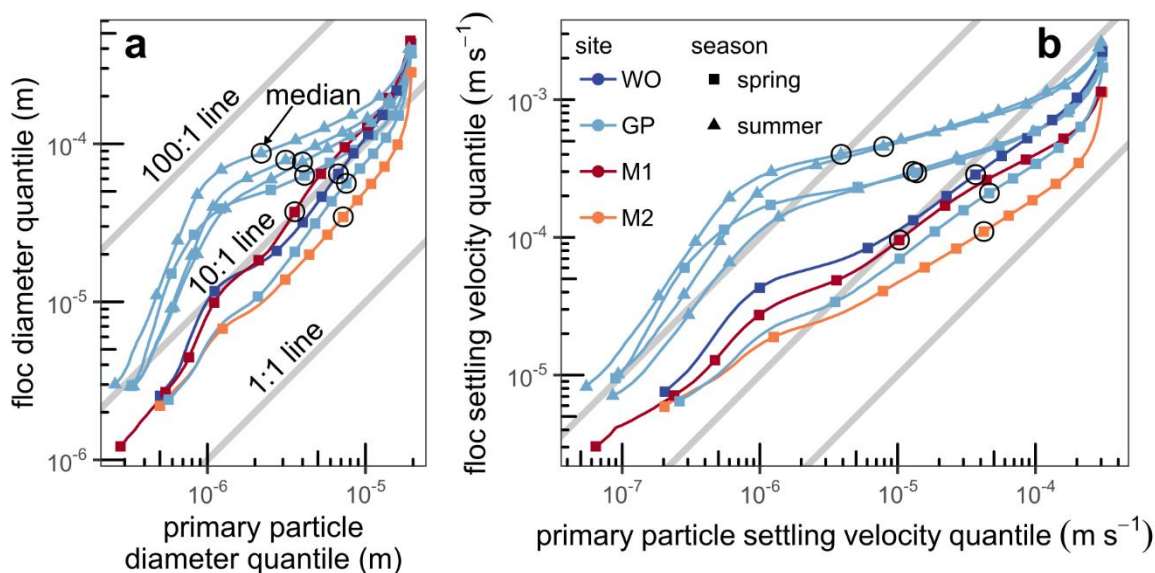 a
floc diameter quantile (m)
10⁻⁴
10⁻⁵
10⁻⁶
100:1 line
10:1 line
1:1 line
median
10⁻⁶
10⁻⁵
primary particle
diameter quantile (m)
b
floc settling velocity quantile (m s⁻¹)
10⁻³
10⁻⁴
10⁻⁵
site
season
WO
spring
GP
summer
M1
M2
10⁻⁷
10⁻⁶
10⁻⁵
10⁻⁴
primary particle settling velocity quantile (m s⁻¹)